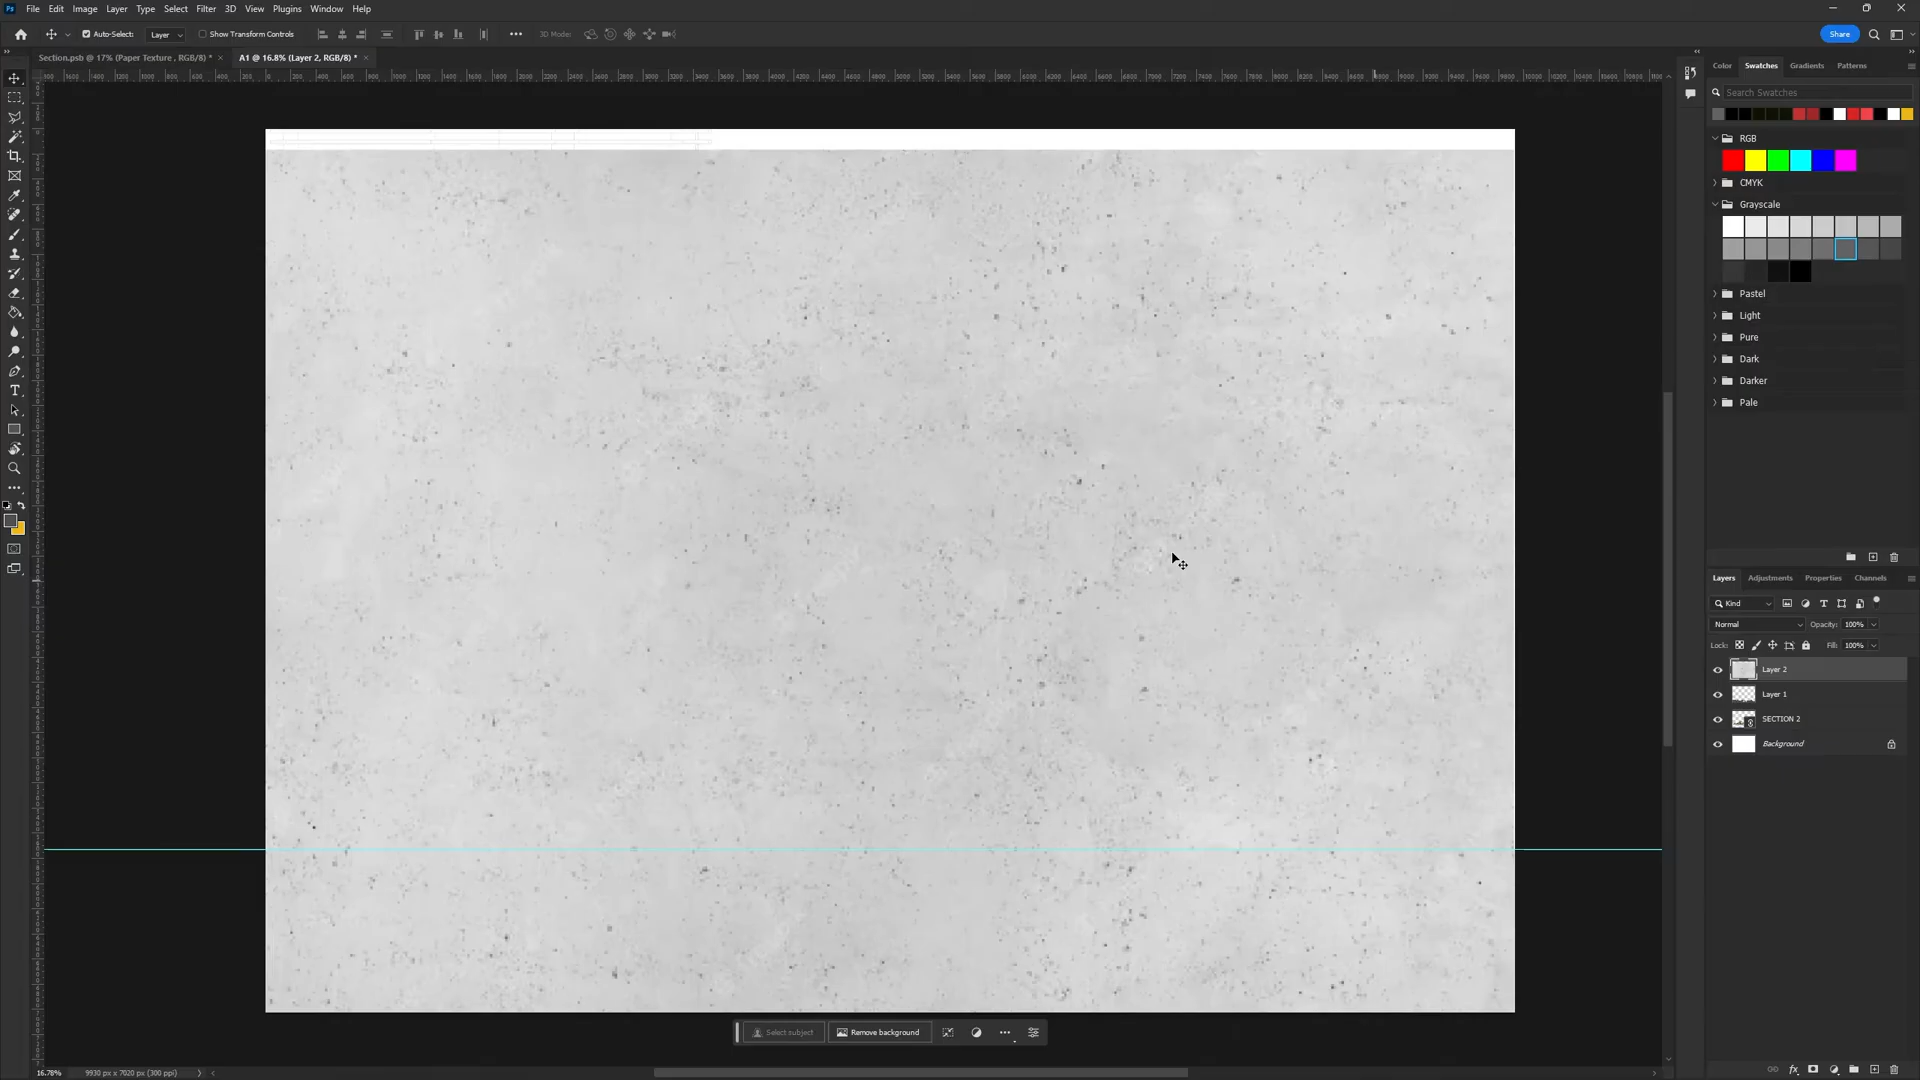 Ps File Edit Image Layer Type Select Filter 3D View Plugins Window Help
Auto-Select: Layer Show Transform Controls 3D Mode: Share
Section.psb @ 17% (Paper Texture , RGB/8) * × A1 @ 16.8% (Layer 2, RGB/8) * ×
Color Swatches Gradients Patterns
Search Swatches
RGB
CMYK
Grayscale
Pastel
Light
Pure
Dark
Darker
Pale
Layers Adjustments Properties Channels
Kind
Normal Opacity: 100%
Lock: Fill: 100%
Layer 2
Layer 1
SECTION 2
Background
Select subject Remove background
16.78% 9930 px x 7020 px (300 ppi)